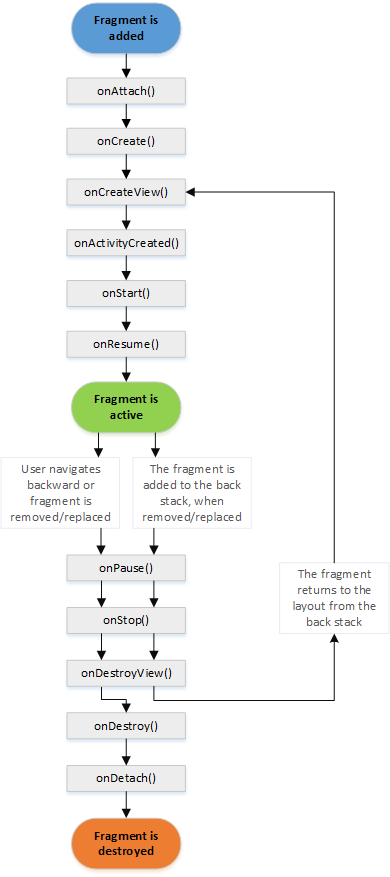 Fragment is
added
onAttach()
onCreate()
onCreateView()
onActivityCreated()
onStart()
onResume()
Fragment is
active
User navigates
backward or
fragment is
removed/replaced
The fragment is
added to the back
stack, when
removed/replaced
onPause()
onStop()
onDestroyView()
The fragment
returns to the
layout from the
back stack
onDestroy()
onDetach()
Fragment is
destroyed